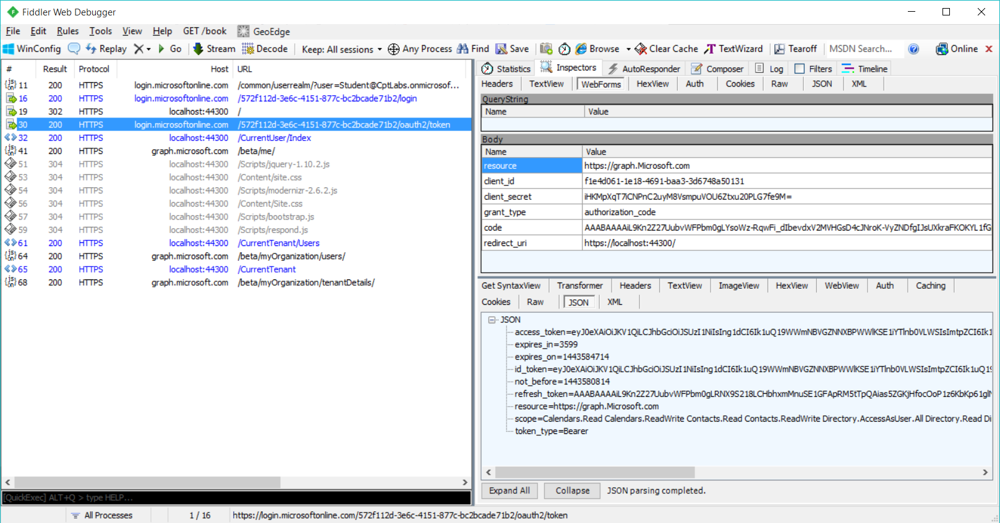 Fiddler Web Debugger
File Edit Rules Tools View Help GET /book GeoEdge
WinConfig Replay Go Stream Decode Keep: All sessions Any Process Find Save Browse Clear Cache TextWizard Tearoff MSDN Search... Online
# Result Protocol Host URL
{js on} 11 200 HTTPS login.microsoftonline.com /common/userrealm/?user=Student@CptLabs.onmicrosof...
16 200 HTTPS login.microsoftonline.com /572f112d-3e6c-4151-877c-bc2bcade71b2/login
19 302 HTTPS localhost:44300 /
30 200 HTTPS login.microsoftonline.com /572f112d-3e6c-4151-877c-bc2bcade71b2/oauth2/token
32 200 HTTPS localhost:44300 /CurrentUser/Index
{js on} 41 200 HTTPS graph.microsoft.com /beta/me/
51 304 HTTPS localhost:44300 /Scripts/jquery-1.10.2.js
53 304 HTTPS localhost:44300 /Content/site.css
54 304 HTTPS localhost:44300 /Scripts/modernizr-2.6.2.js
56 304 HTTPS localhost:44300 /Content/Site.css
57 304 HTTPS localhost:44300 /Scripts/bootstrap.js
59 304 HTTPS localhost:44300 /Scripts/respond.js
61 200 HTTPS localhost:44300 /CurrentTenant/Users
{js on} 64 200 HTTPS graph.microsoft.com /beta/myOrganization/users/
65 200 HTTPS localhost:44300 /CurrentTenant
{js on} 68 200 HTTPS graph.microsoft.com /beta/myOrganization/tenantDetails/
[QuickExec] ALT+Q > type HELP...
Statistics Inspectors AutoResponder Composer Log Filters Timeline
Headers TextView WebForms HexView Auth Cookies Raw JSON XML
QueryString
Name Value
Body
Name Value
resource https://graph.Microsoft.com
client_id f1e4d061-1e18-4691-baa3-3d6748a50131
client_secret iHKMpXqT7iCNPnC2uyM8VsmpuVOU6Ztxu20PLG7fe9M=
grant_type authorization_code
code AAABAAAAiL9Kn2Z27UubvWFPbm0gLYsoWz-RqwFi_dIbevdxV2MVHGsD4cJNroK-VyZNDfgIJsUXkraFKOKYL1fG
redirect_uri https://localhost:44300/
Get SyntaxView Transformer Headers TextView ImageView HexView WebView Auth Caching
Cookies Raw JSON XML
JSON
access_token=eyJ0eXAiOiJKV1QiLCJhbGciOiJSUzI1NiIsIng1dCI6Ik1uQ19WWmNBVGZNNXBPWWlKSE1iYTlnb0VLWSIsImtpZCI6Ik1
expires_in=3599
expires_on=1443584714
id_token=eyJ0eXAiOiJKV1QiLCJhbGciOiJSUzI1NiIsIng1dCI6Ik1uQ19WWmNBVGZNNXBPWWlKSE1iYTlnb0VLWSIsImtpZCI6Ik1uQ19
not_before=1443580814
refresh_token=AAABAAAAiL9Kn2Z27UubvWFPbm0gLRNX9S218LCHbhxmMnuSE1GFApRM5tTpQAias5ZGKjHfocOoP1z6KbKp61glN
resource=https://graph.Microsoft.com
scope=Calendars.Read Calendars.ReadWrite Contacts.Read Contacts.ReadWrite Directory.AccessAsUser.All Directory.Read Di
token_type=Bearer
Expand All Collapse JSON parsing completed.
All Processes 1 / 16 https://login.microsoftonline.com/572f112d-3e6c-4151-877c-bc2bcade71b2/oauth2/token